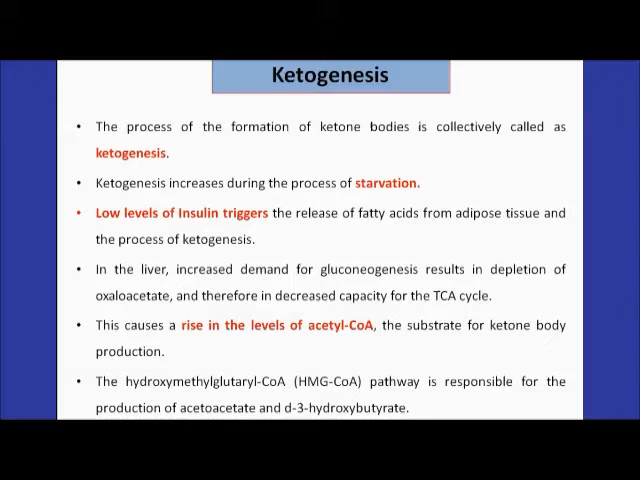 Ketogenesis
• The process of the formation of ketone bodies is collectively called as
ketogenesis.
• Ketogenesis increases during the process of starvation.
• Low levels of Insulin triggers the release of fatty acids from adipose tissue and
the process of ketogenesis.
• In the liver, increased demand for gluconeogenesis results in depletion of
oxaloacetate, and therefore in decreased capacity for the TCA cycle.
• This causes a rise in the levels of acetyl-CoA, the substrate for ketone body
production.
• The hydroxymethylglutaryl-CoA (HMG-CoA) pathway is responsible for the
production of acetoacetate and d-3-hydroxybutyrate.